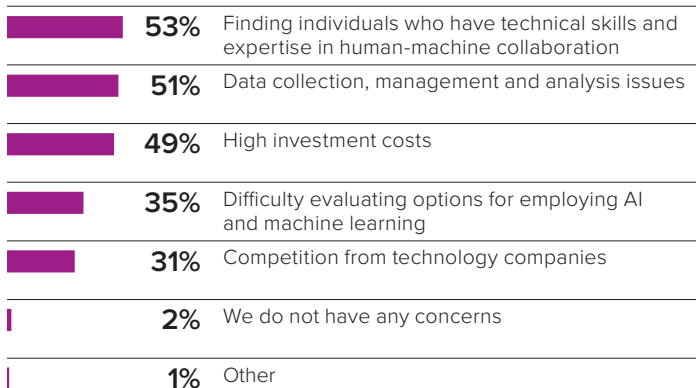 53% Finding individuals who have technical skills and
expertise in human-machine collaboration
51% Data collection, management and analysis issues
49% High investment costs
35% Difficulty evaluating options for employing AI
and machine learning
31% Competition from technology companies
2% We do not have any concerns
1% Other